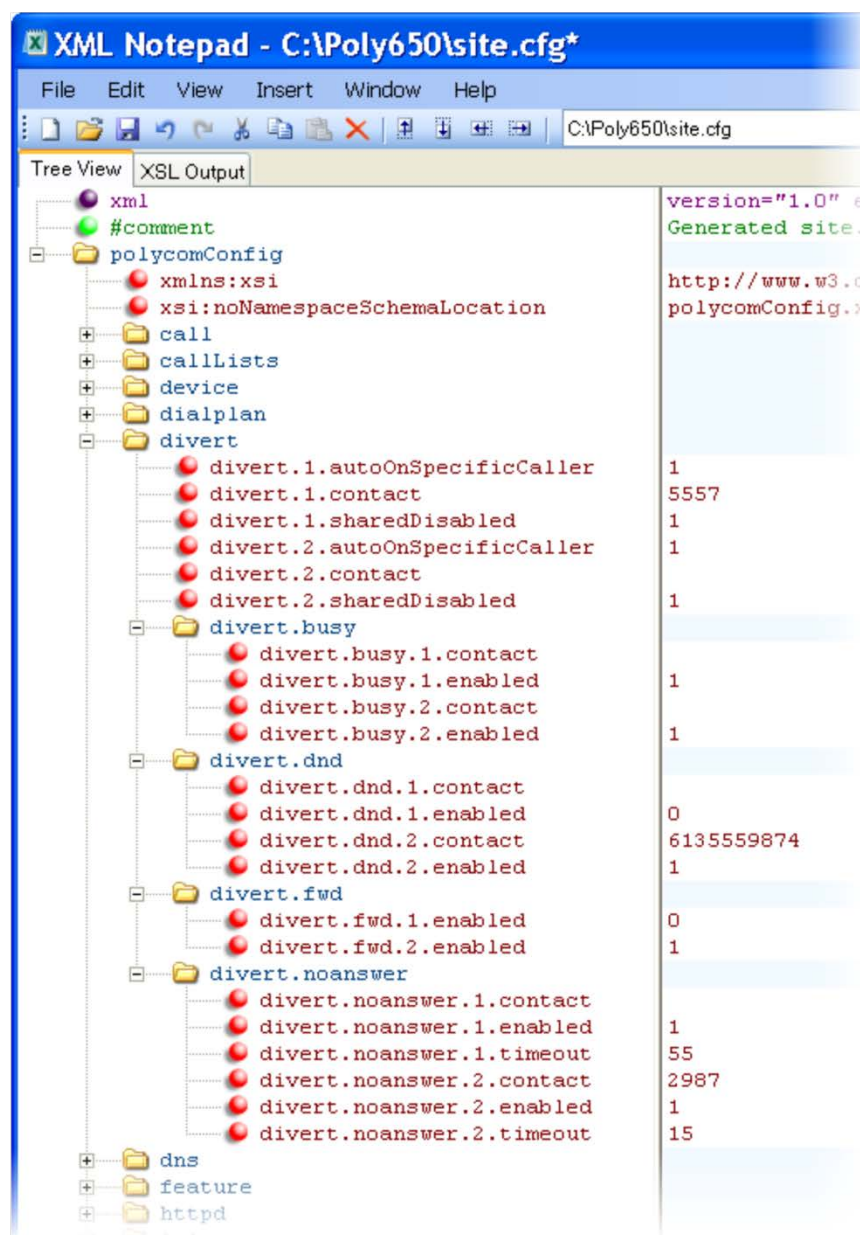 XML Notepad - C:\Poly650\site.cfg*
File Edit View Insert Window Help
C:\Poly650\site.cfg
Tree View XSL Output
xml version="1.0"
#comment Generated site.
polycomConfig
xmlns:xsi http://www.w3.
xsi:noNamespaceSchemaLocation polycomConfig.
call
callLists
device
dialplan
divert
divert.1.autoOnSpecificCaller 1
divert.1.contact 5557
divert.1.sharedDisabled 1
divert.2.autoOnSpecificCaller 1
divert.2.contact
divert.2.sharedDisabled 1
divert.busy
divert.busy.1.contact
divert.busy.1.enabled 1
divert.busy.2.contact
divert.busy.2.enabled 1
divert.dnd
divert.dnd.1.contact
divert.dnd.1.enabled 0
divert.dnd.2.contact 6135559874
divert.dnd.2.enabled 1
divert.fwd
divert.fwd.1.enabled 0
divert.fwd.2.enabled 1
divert.noanswer
divert.noanswer.1.contact
divert.noanswer.1.enabled 1
divert.noanswer.1.timeout 55
divert.noanswer.2.contact 2987
divert.noanswer.2.enabled 1
divert.noanswer.2.timeout 15
dns
feature
httpd